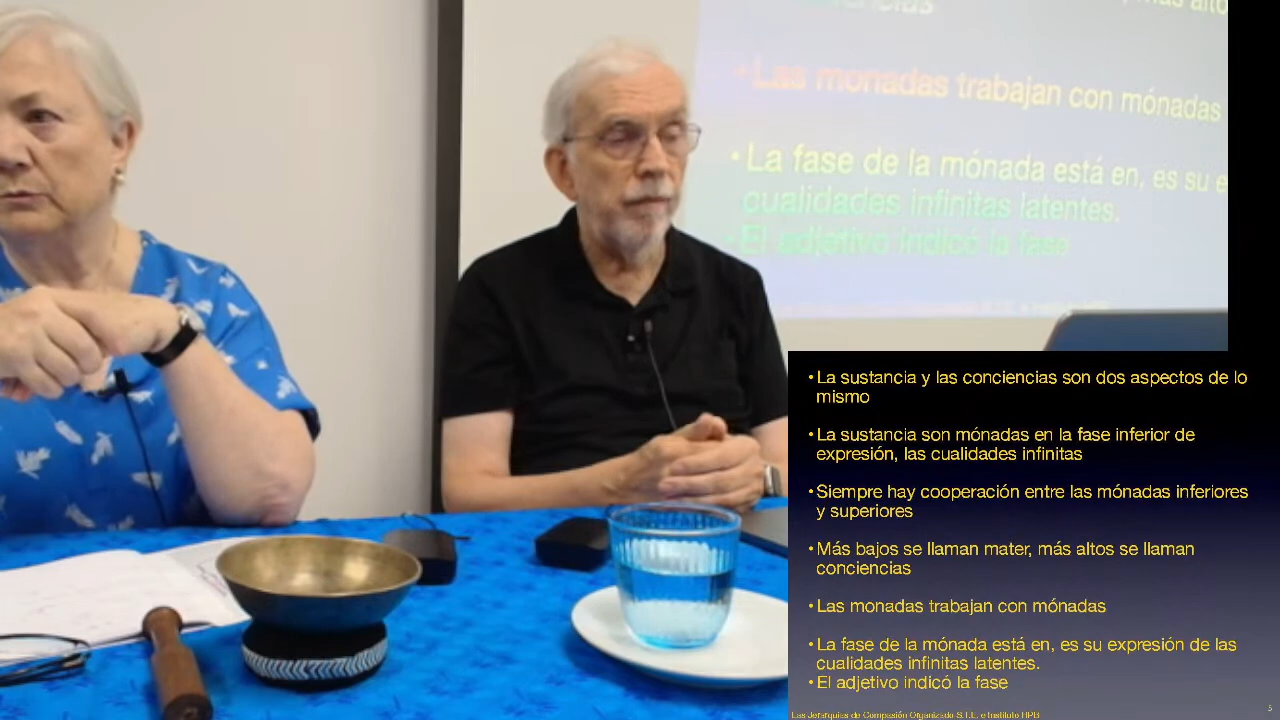 más alto
encias
• Las monadas trabajan con mónadas
• La fase de la mónada está en, es su e
cualidades infinitas latentes.
• El adjetivo indicó la fase
• La sustancia y las conciencias son dos aspectos de lo
mismo
• La sustancia son mónadas en la fase inferior de
expresión, las cualidades infinitas
• Siempre hay cooperación entre las mónadas inferiores
y superiores
• Más bajos se llaman mater, más altos se llaman
conciencias
• Las monadas trabajan con mónadas
• La fase de la mónada está en, es su expresión de las
cualidades infinitas latentes.
• El adjetivo indicó la fase
Las Jerarquías de Compasión Organizado S.T.E. e Instituto HPB